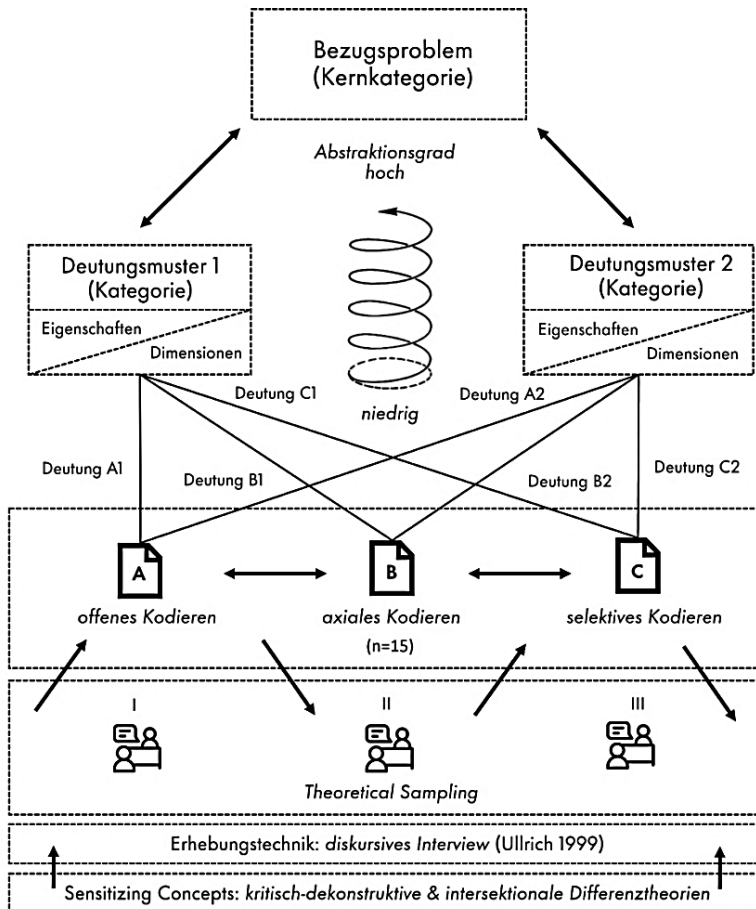 Bezugsproblem
(Kernkategorie)
Abstraktionsgrad
hoch
Deutungsmuster 1
(Kategorie)
Eigenschaften
Dimensionen
Deutungsmuster 2
(Kategorie)
Eigenschaften
Dimensionen
niedrig
Deutung C1
Deutung A2
Deutung A1
Deutung B1
Deutung B2
Deutung C2
A
B
C
offenes Kodieren
axiales Kodieren
selektives Kodieren
(n=15)
I
II
III
Theoretical Sampling
Erhebungstechnik: diskursives Interview (Ullrich 1999)
Sensitizing Concepts: kritisch-dekonstruktive & intersektionale Differenztheorien